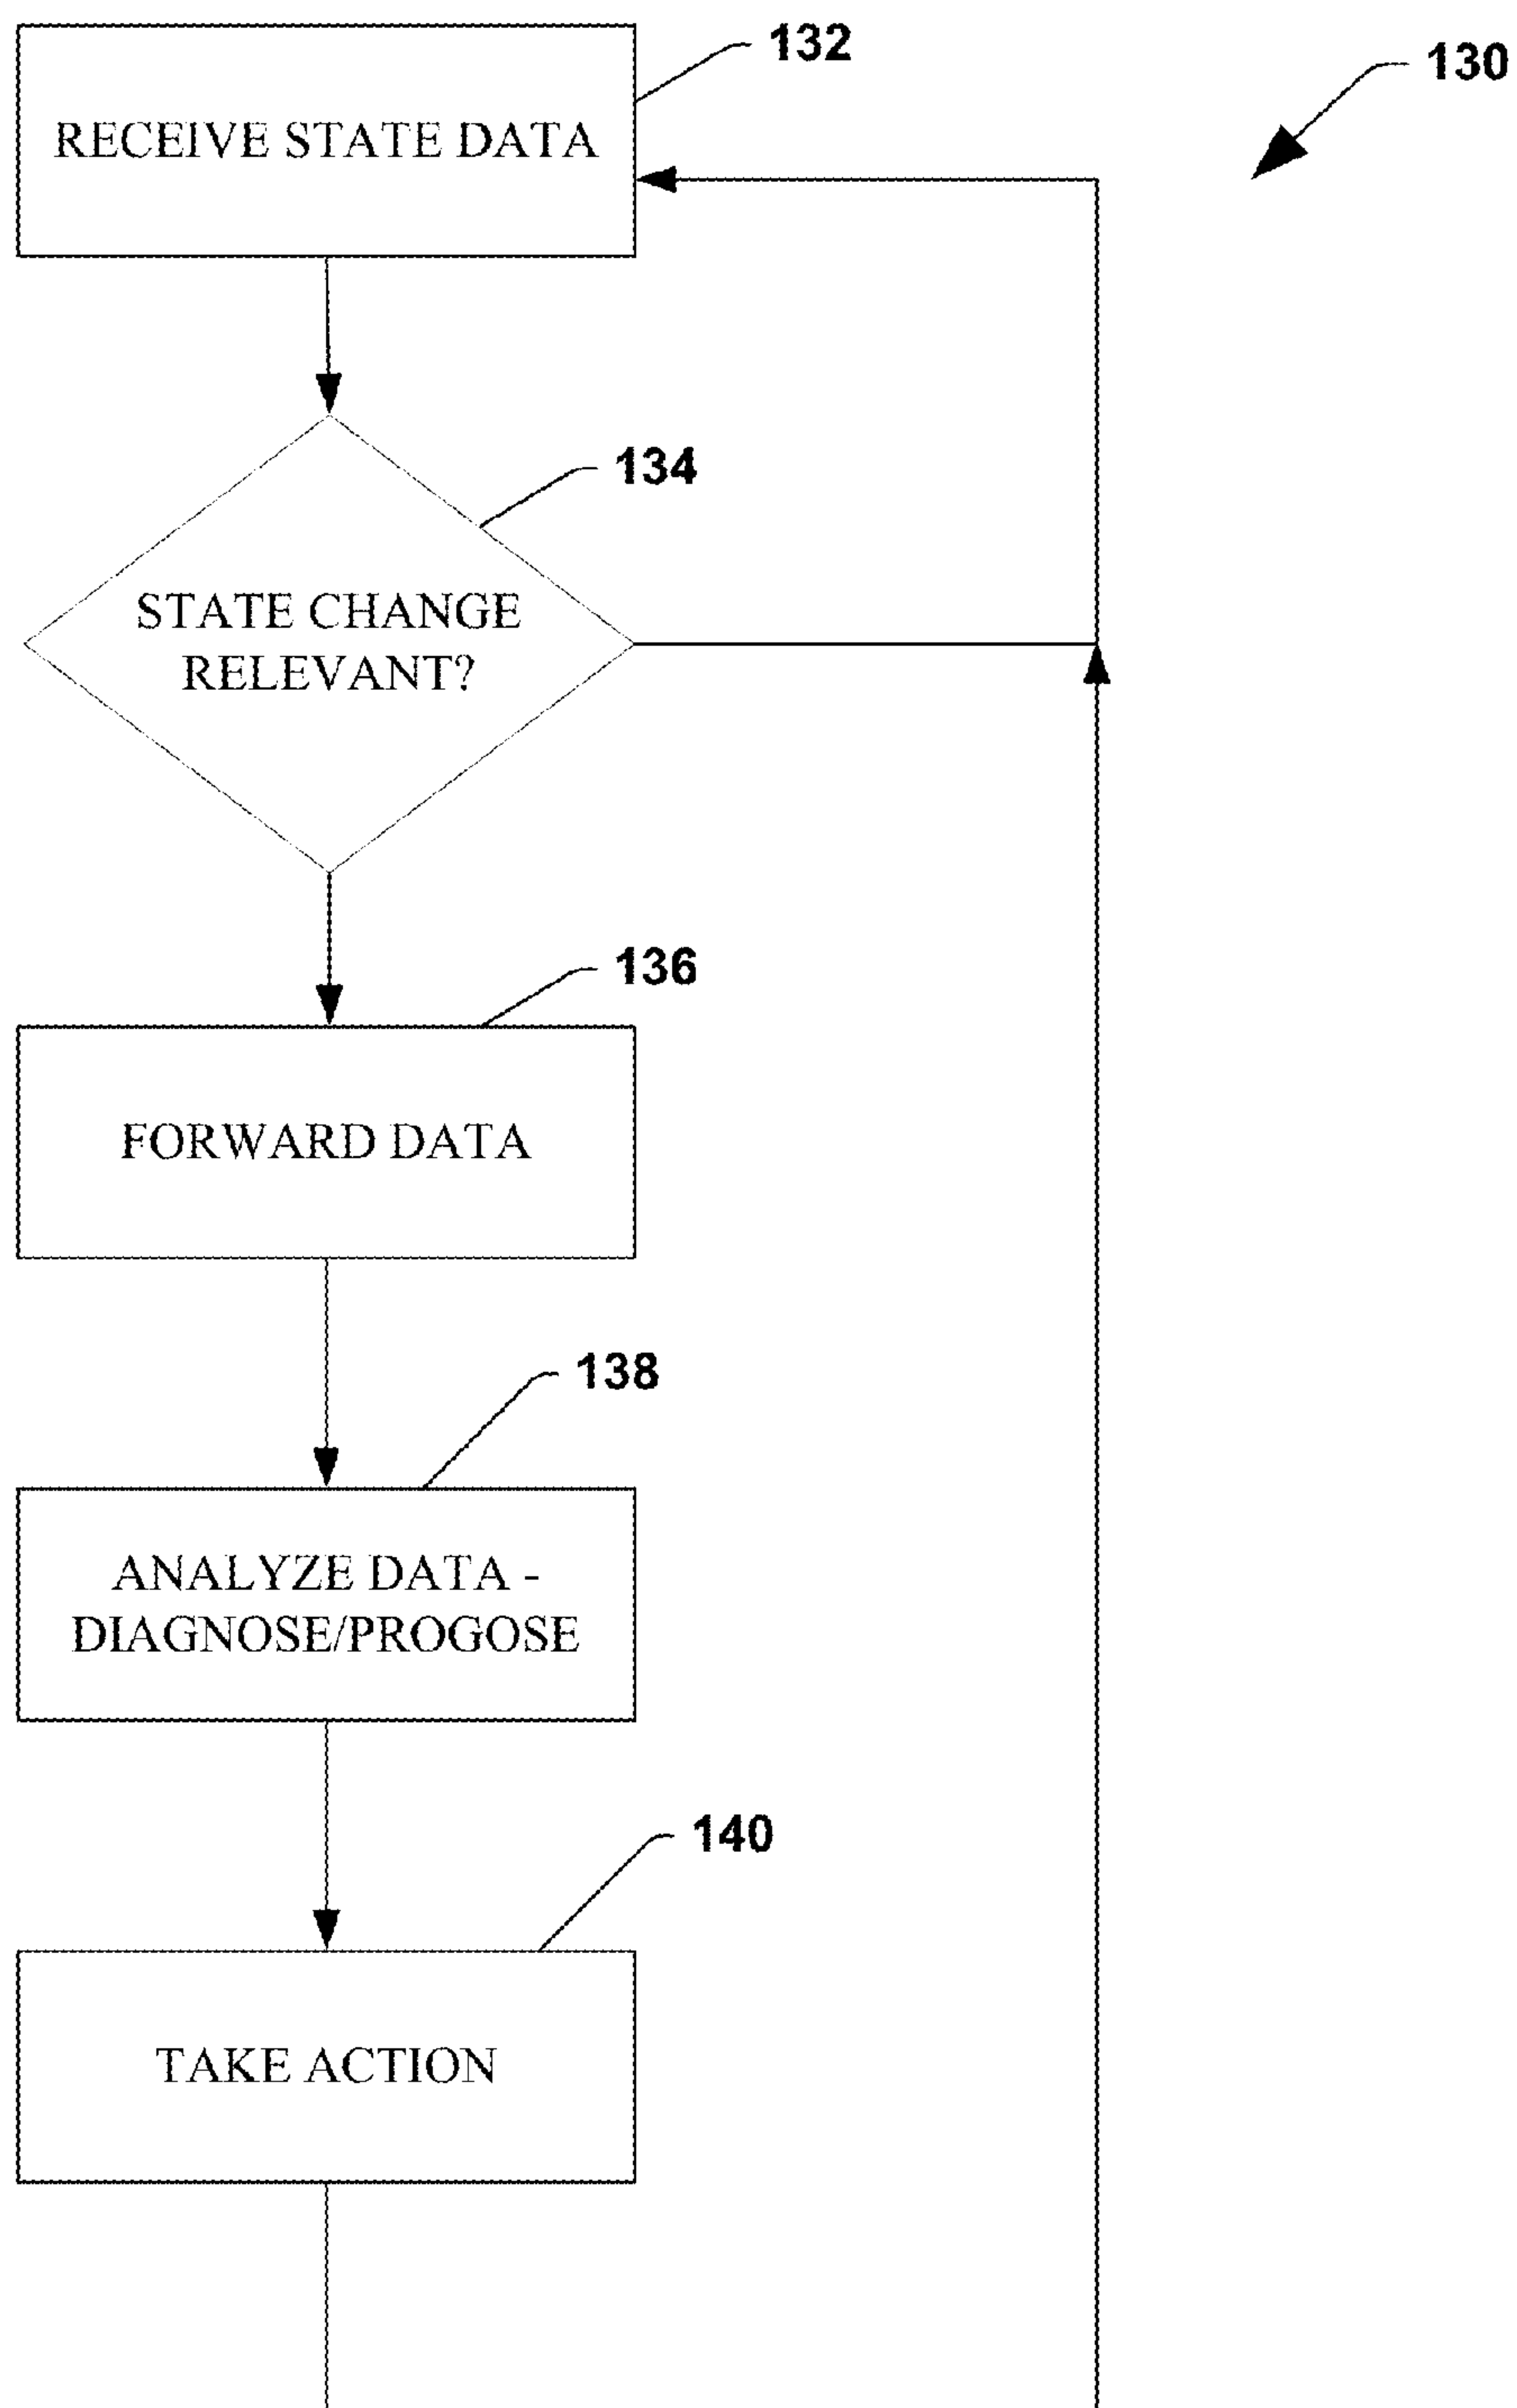 132
130
RECEIVE STATE DATA
134
STATE CHANGE
RELEVANT?
136
FORWARD DATA
138
ANALYZE DATA -
DIAGNOSE/PROGOSE
140
TAKE ACTION